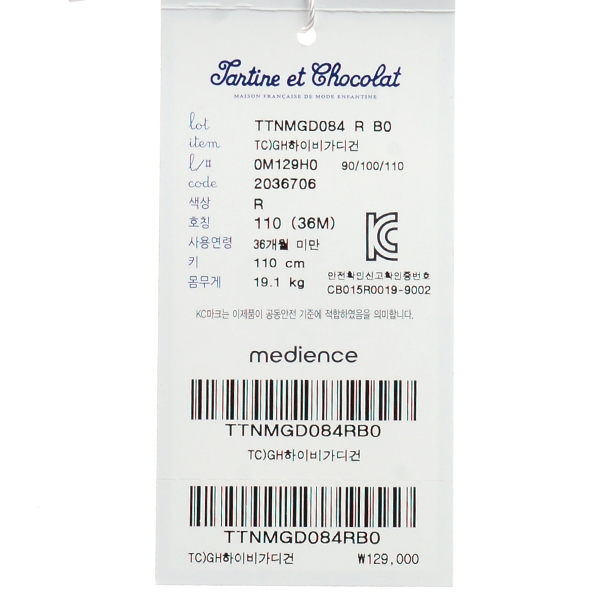 Tartine et Chocolat
MAISON FRANÇAISE DE MODE ENFANTINE
lot TTNMGD084 R B0
item TC)GH하이비가디건
l/# 0M129H0 90/100/110
code 2036706
색상 R
호칭 110 (36M)
사용연령 36개월 미만
키 110 cm
몸무게 19.1 kg
KC
안전확인신고확인증번호
CB015R0019-9002
KC마크는 이제품이 공통안전 기준에 적합하였음을 의미합니다.
medience
TTNMGD084RB0
TC)GH하이비가디건
TTNMGD084RB0
TC)GH하이비가디건 ₩129,000